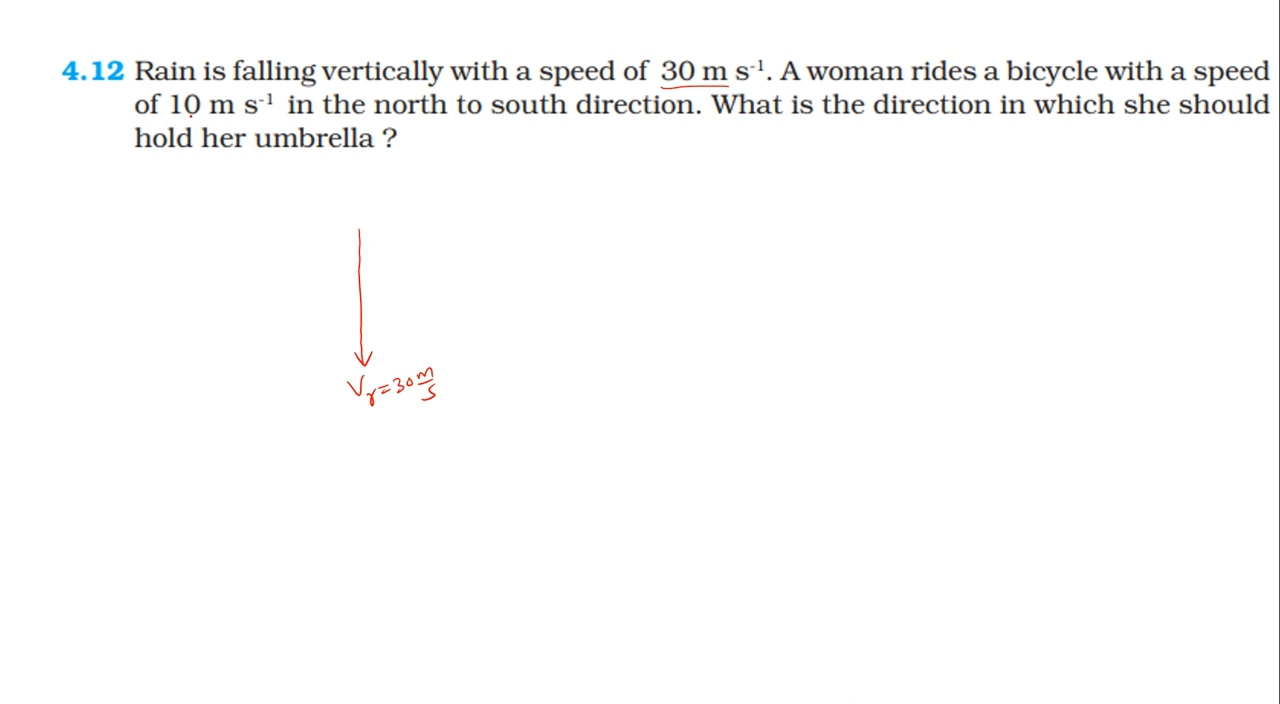 4.12 Rain is falling vertically with a speed of 30 m s⁻¹. A woman rides a bicycle with a speed
of 10 m s⁻¹ in the north to south direction. What is the direction in which she should
hold her umbrella ?
Vᵣ=30 m/s